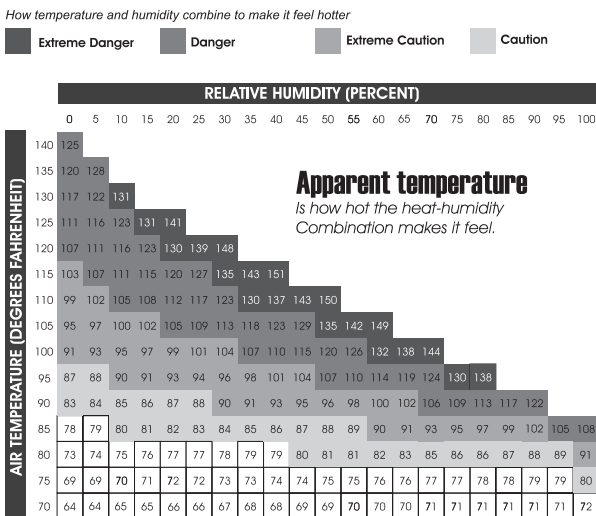 How temperature and humidity combine to make it feel hotter
Extreme Danger Danger Extreme Caution Caution
RELATIVE HUMIDITY (PERCENT)
0 5 10 15 20 25 30 35 40 45 50 55 60 65 70 75 80 85 90 95 100
AIR TEMPERATURE (DEGREES FAHRENHEIT)
140 125
135 120 128
130 117 122 131
125 111 116 123 131 141
120 107 111 116 123 130 139 148
Apparent temperature
Is how hot the heat-humidity
Combination makes it feel.
115 103 107 111 115 120 127 135 143 151
110 99 102 105 108 112 117 123 130 137 143 150
105 95 97 100 102 105 109 113 118 123 129 135 142 149
100 91 93 95 97 99 101 104 107 110 115 120 126 132 138 144
95 87 88 90 91 93 94 96 98 101 104 107 110 114 119 124 130 138
90 83 84 85 86 87 88 90 91 93 95 96 98 100 102 106 109 113 117 122
85 78 79 80 81 82 83 84 85 86 87 88 89 90 91 93 95 97 99 102 105 108
80 73 74 75 76 77 77 78 79 79 80 81 81 82 83 85 86 86 87 88 89 91
75 69 69 70 71 72 72 73 73 74 74 75 75 76 76 77 77 78 78 79 79 80
70 64 64 65 65 66 66 67 68 68 69 69 70 70 70 71 71 71 71 71 71 72